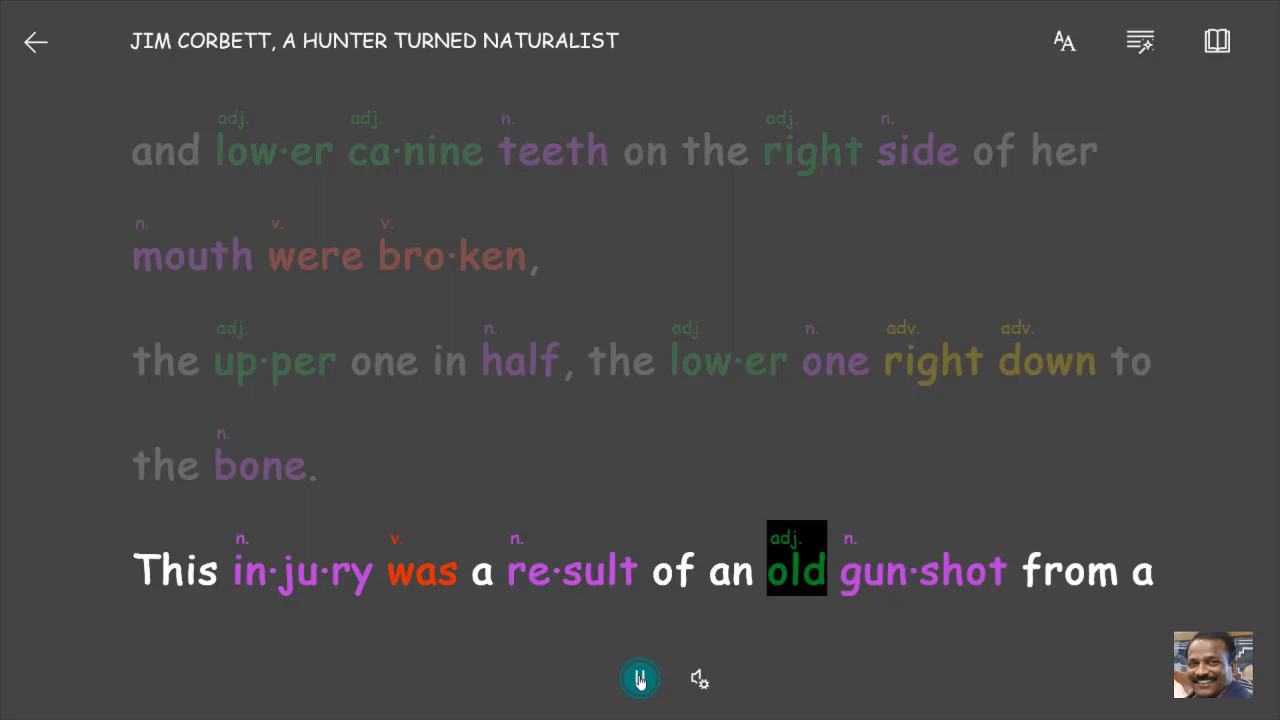 JIM CORBETT, A HUNTER TURNED NATURALIST
AA
adj. adj. n. adj. n.
and low·er ca·nine teeth on the right side of her
n. v. v.
mouth were bro·ken,
adj. n. adj. n. adv. adv.
the up·per one in half, the low·er one right down to
n.
the bone.
n. v. n. adj. n.
This in·ju·ry was a re·sult of an old gun·shot from a